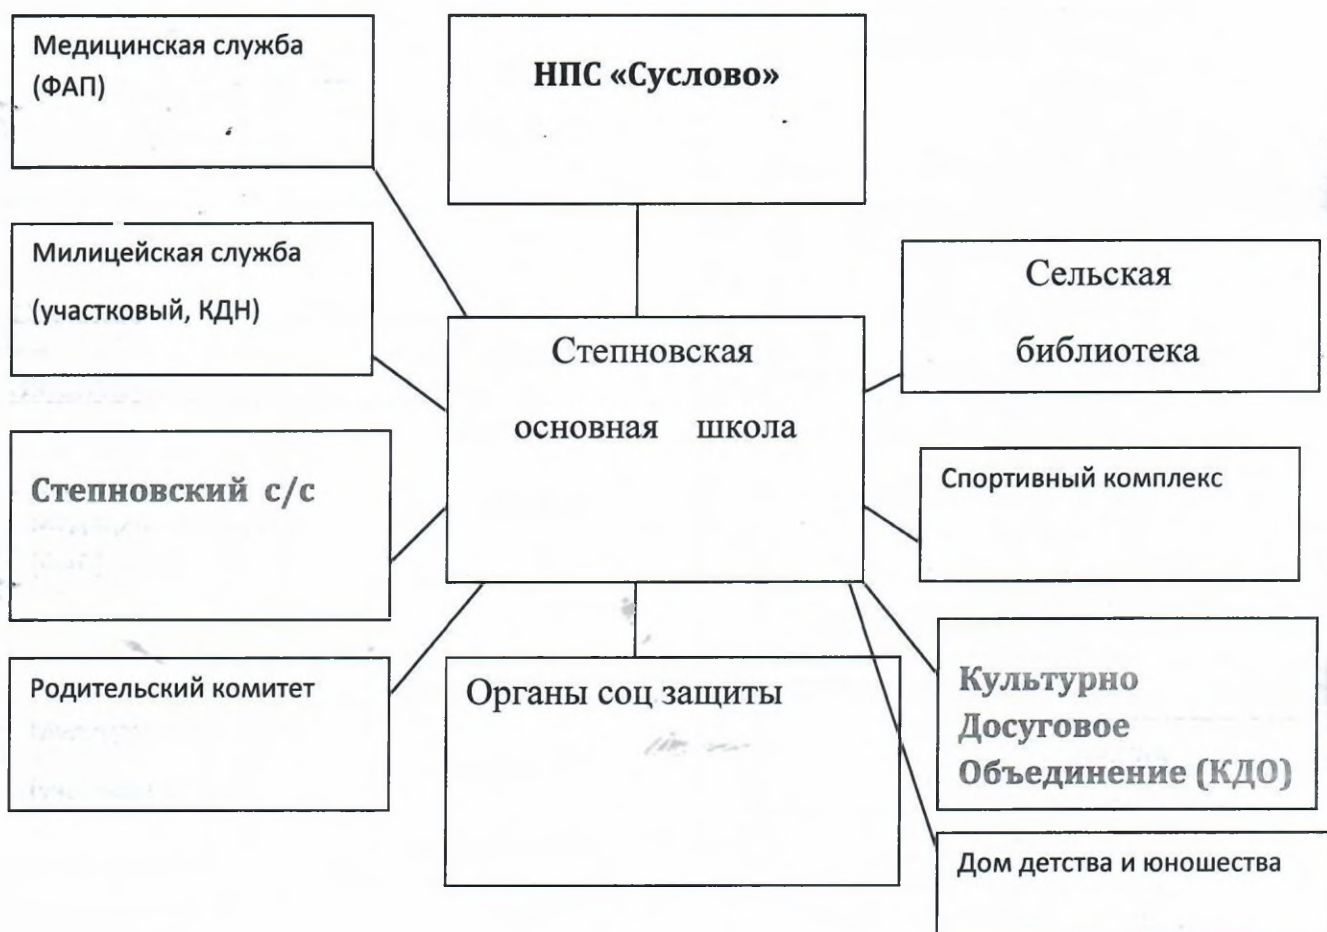 Медицинская служба
(ФАП)
НПС «Суслово»
Милицейская служба
(участковый, КДН)
Сельская
библиотека
Степновская
основная школа
Степновский с/с
Спортивный комплекс
Родительский комитет
Органы соц защиты
Культурно
Досуговое
Объединение (КДО)
Дом детства и юношества